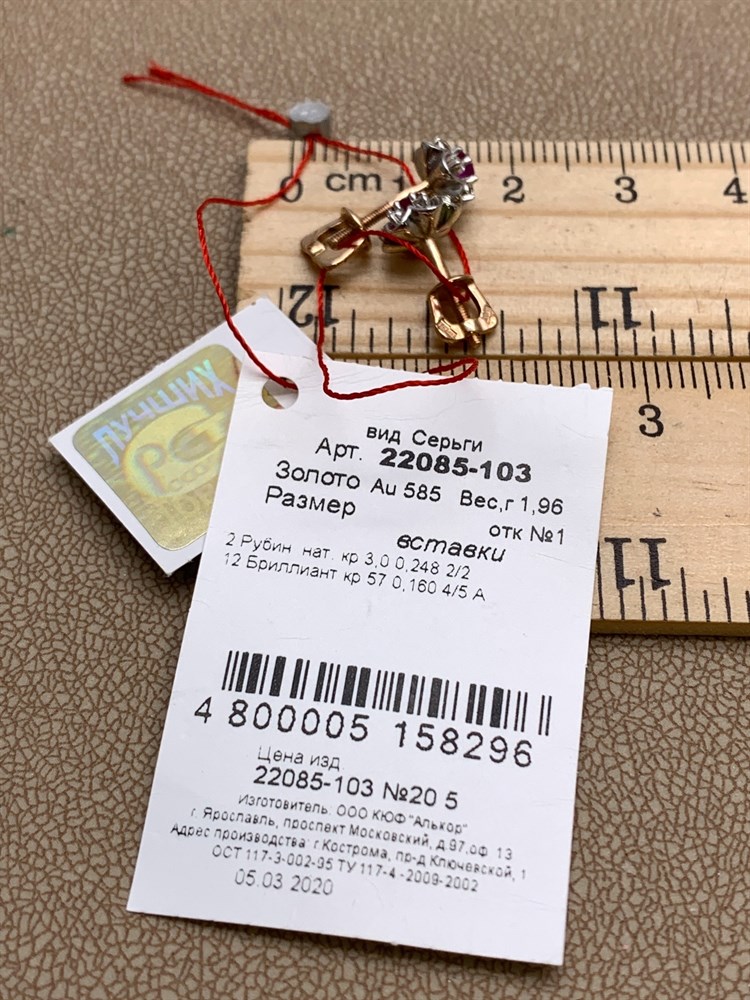 0 cm 1 2 3 4
12 11
3
11
ЛУЧШИХ
вид Серьги
Арт. 22085-103
Золото Au 585 Вес,г 1,96
Размер отк №1
вставки
2 Рубин нат. кр 3,0 0,248 2/2
12 Бриллиант кр 57 0,160 4/5 А
4 800005 158296
Цена изд.
22085-103 №20 5
Изготовитель: ООО КЮФ "Алькор"
г. Ярославль, проспект Московский, д.97,оф. 13
Адрес производства: г.Кострома, пр-д Ключевской, 1
ОСТ 117-3-002-95 ТУ 117-4-2009-2002
05.03 2020